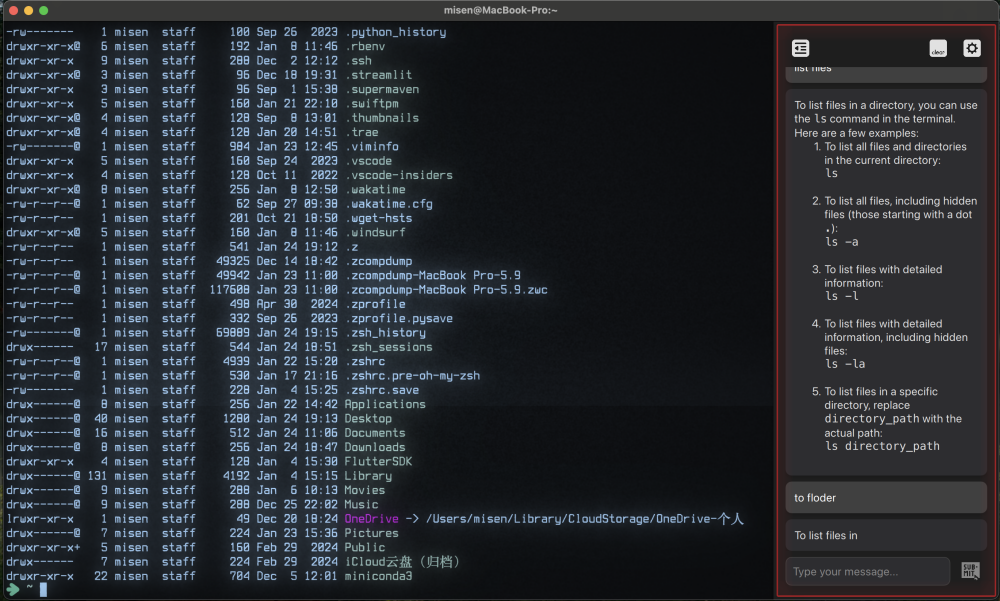 misen@MacBook-Pro:~
-rw------- 1 misen staff 100 Sep 26 2023 .python_history
drwxr-xr-x@ 6 misen staff 192 Jan 8 11:46 .rbenv
drwxr-xr-x 9 misen staff 288 Dec 2 12:12 .ssh
drwxr-xr-x@ 3 misen staff 96 Dec 18 19:31 .streamlit
drwxr-xr-x 3 misen staff 96 Sep 1 15:38 .supermaven
drwxr-xr-x 5 misen staff 160 Jan 21 22:10 .swiftpm
drwxr-xr-x@ 4 misen staff 128 Sep 8 13:01 .thumbnails
drwxr-xr-x@ 4 misen staff 128 Jan 20 14:51 .trae
-rw-------@ 1 misen staff 984 Jan 23 12:45 .viminfo
drwxr-xr-x 5 misen staff 160 Sep 24 2023 .vscode
drwxr-xr-x 4 misen staff 128 Oct 11 2022 .vscode-insiders
drwxr-xr-x@ 8 misen staff 256 Jan 8 12:50 .wakatime
-rw-r--r-- 1 misen staff 62 Sep 27 09:38 .wakatime.cfg
-rw-r--r-- 1 misen staff 201 Oct 21 18:50 .wget-hsts
drwxr-xr-x@ 5 misen staff 160 Jan 8 11:46 .windsurf
-rw-r--r-- 1 misen staff 541 Jan 24 19:12 .z
-rw-r--r-- 1 misen staff 49325 Dec 14 18:42 .zcompdump
-rw-r--r--@ 1 misen staff 49942 Jan 23 11:00 .zcompdump-MacBook Pro-5.9
-r--r--r--@ 1 misen staff 117608 Jan 23 11:00 .zcompdump-MacBook Pro-5.9.zwc
-rw-r--r-- 1 misen staff 498 Apr 30 2024 .zprofile
-rw-r--r-- 1 misen staff 332 Sep 26 2023 .zprofile.pysave
-rw-------@ 1 misen staff 69889 Jan 24 19:15 .zsh_history
drwx------ 17 misen staff 544 Jan 24 18:51 .zsh_sessions
-rw-r--r--@ 1 misen staff 4939 Jan 22 15:20 .zshrc
-rw-r--r--@ 1 misen staff 530 Jan 17 21:16 .zshrc.pre-oh-my-zsh
-rw------- 1 misen staff 228 Jan 4 15:25 .zshrc.save
drwx------@ 8 misen staff 256 Jan 22 14:42 Applications
drwx------@ 40 misen staff 1280 Jan 24 19:13 Desktop
drwx------@ 16 misen staff 512 Jan 24 11:06 Documents
drwx------@ 8 misen staff 256 Jan 24 18:47 Downloads
drwxr-xr-x 4 misen staff 128 Jan 4 15:30 FlutterSDK
drwx------@ 131 misen staff 4192 Jan 4 15:15 Library
drwx------@ 9 misen staff 288 Jan 6 10:13 Movies
drwx------@ 9 misen staff 288 Dec 25 22:02 Music
lrwxr-xr-x 1 misen staff 49 Dec 20 18:24 OneDrive -> /Users/misen/Library/CloudStorage/OneDrive-个人
drwx------@ 7 misen staff 224 Jan 23 15:36 Pictures
drwxr-xr-x+ 5 misen staff 160 Feb 29 2024 Public
drwx------ 7 misen staff 224 Feb 29 2024 iCloud云盘（归档）
drwxr-xr-x 22 misen staff 704 Dec 5 12:01 miniconda3
~
clear
list files
To list files in a directory, you can use
the ls command in the terminal.
Here are a few examples:
1. To list all files and directories
in the current directory:
ls
2. To list all files, including hidden
files (those starting with a dot
.):
ls -a
3. To list files with detailed
information:
ls -l
4. To list files with detailed
information, including hidden
files:
ls -la
5. To list files in a specific
directory, replace
directory_path with the
actual path:
ls directory_path
to floder
To list files in
Type your message...
SUB-
MIT